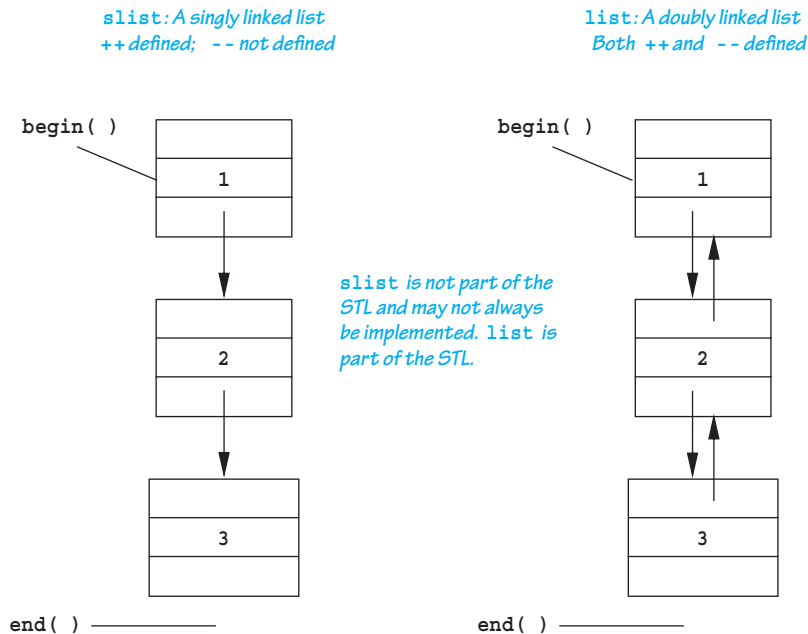 slist: A singly linked list
++ defined; -- not defined
list: A doubly linked list
Both ++ and -- defined
begin( )
1
2
3
end( )
slist is not part of the
STL and may not always
be implemented. list is
part of the STL.
begin( )
1
2
3
end( )